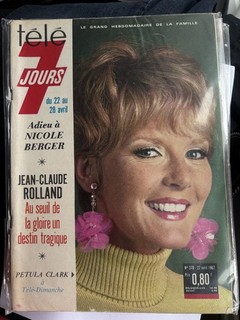 LE GRAND HEBDOMADAIRE DE LA FAMILLE
télé
7
JOURS
du 22 au
28 avril
Adieu à
NICOLE
BERGER
JEAN-CLAUDE
ROLLAND
Au seuil de
la gloire un
destin tragique
PETULA CLARK
à
Télé-Dimanche
0,80